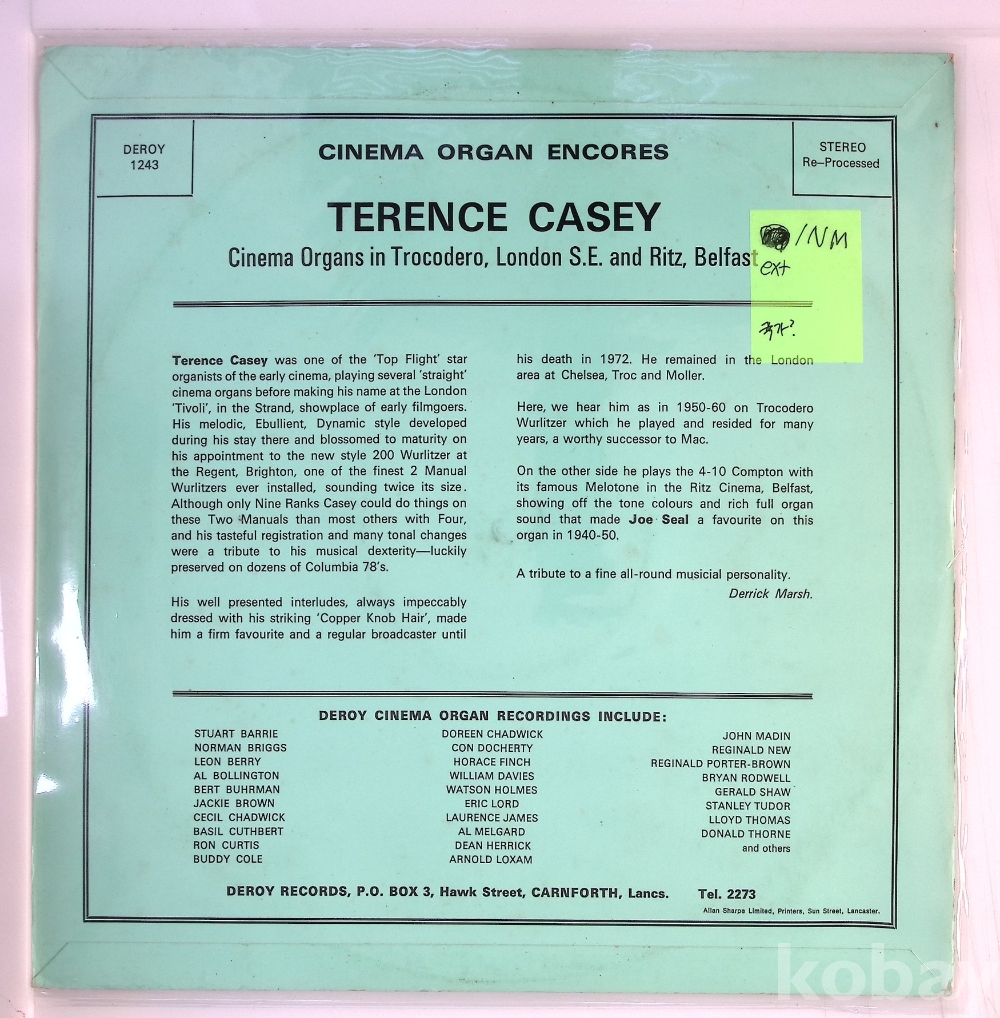 DEROY
1243
CINEMA ORGAN ENCORES
STEREO
Re-Processed
TERENCE CASEY
Cinema Organs in Trocodero, London S.E. and Ritz, Belfast
/NM
ext
국가?
Terence Casey was one of the 'Top Flight' star
organists of the early cinema, playing several 'straight'
cinema organs before making his name at the London
'Tivoli', in the Strand, showplace of early filmgoers.
His melodic, Ebullient, Dynamic style developed
during his stay there and blossomed to maturity on
his appointment to the new style 200 Wurlitzer at
the Regent, Brighton, one of the finest 2 Manual
Wurlitzers ever installed, sounding twice its size.
Although only Nine Ranks Casey could do things on
these Two Manuals than most others with Four,
and his tasteful registration and many tonal changes
were a tribute to his musical dexterity—luckily
preserved on dozens of Columbia 78's.
His well presented interludes, always impeccably
dressed with his striking 'Copper Knob Hair', made
him a firm favourite and a regular broadcaster until
his death in 1972. He remained in the London
area at Chelsea, Troc and Moller.
Here, we hear him as in 1950-60 on Trocodero
Wurlitzer which he played and resided for many
years, a worthy successor to Mac.
On the other side he plays the 4-10 Compton with
its famous Melotone in the Ritz Cinema, Belfast,
showing off the tone colours and rich full organ
sound that made Joe Seal a favourite on this
organ in 1940-50.
A tribute to a fine all-round musicial personality.
Derrick Marsh.
DEROY CINEMA ORGAN RECORDINGS INCLUDE:
STUART BARRIE
NORMAN BRIGGS
LEON BERRY
AL BOLLINGTON
BERT BUHRMAN
JACKIE BROWN
CECIL CHADWICK
BASIL CUTHBERT
RON CURTIS
BUDDY COLE
DOREEN CHADWICK
CON DOCHERTY
HORACE FINCH
WILLIAM DAVIES
WATSON HOLMES
ERIC LORD
LAURENCE JAMES
AL MELGARD
DEAN HERRICK
ARNOLD LOXAM
JOHN MADIN
REGINALD NEW
REGINALD PORTER-BROWN
BRYAN RODWELL
GERALD SHAW
STANLEY TUDOR
LLOYD THOMAS
DONALD THORNE
and others
DEROY RECORDS, P.O. BOX 3, Hawk Street, CARNFORTH, Lancs. Tel. 2273
Allan Sharpe Limited, Printers, Sun Street, Lancaster.
kobay